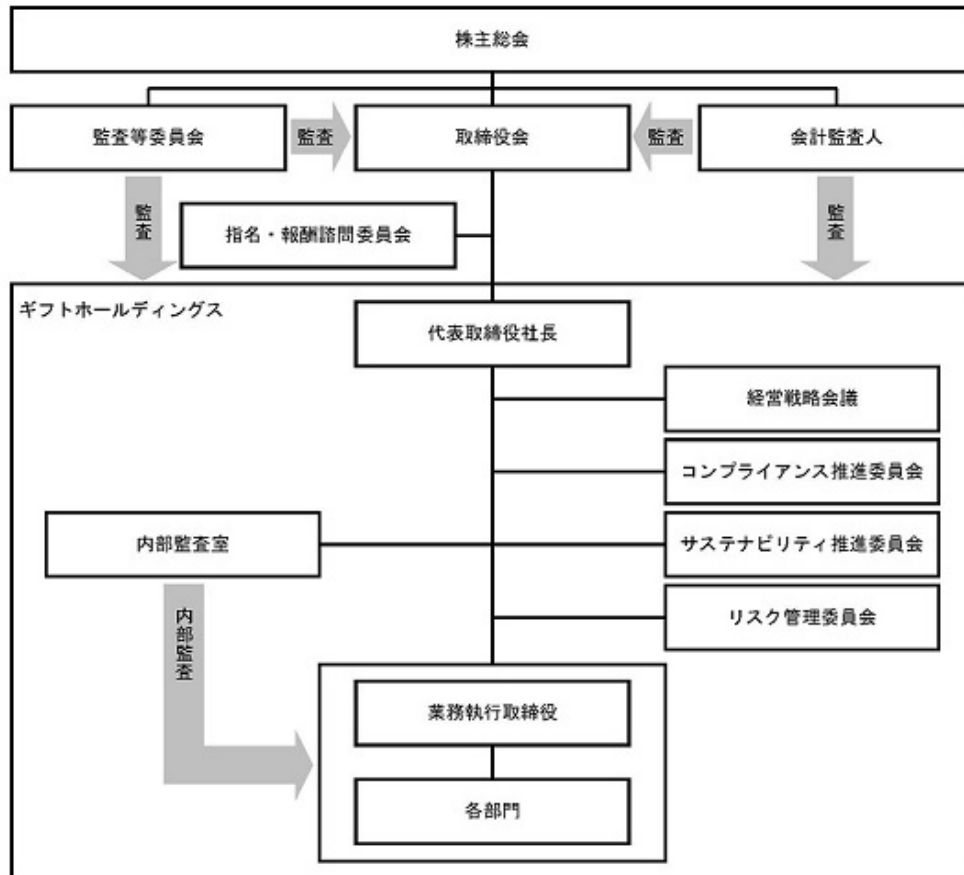 株主総会
監査等委員会
監査
取締役会
監査
会計監査人
監査
指名・報酬諮問委員会
監査
ギフトホールディングス
代表取締役社長
経営戦略会議
コンプライアンス推進委員会
内部監査室
サステナビリティ推進委員会
内部監査
リスク管理委員会
業務執行取締役
各部門